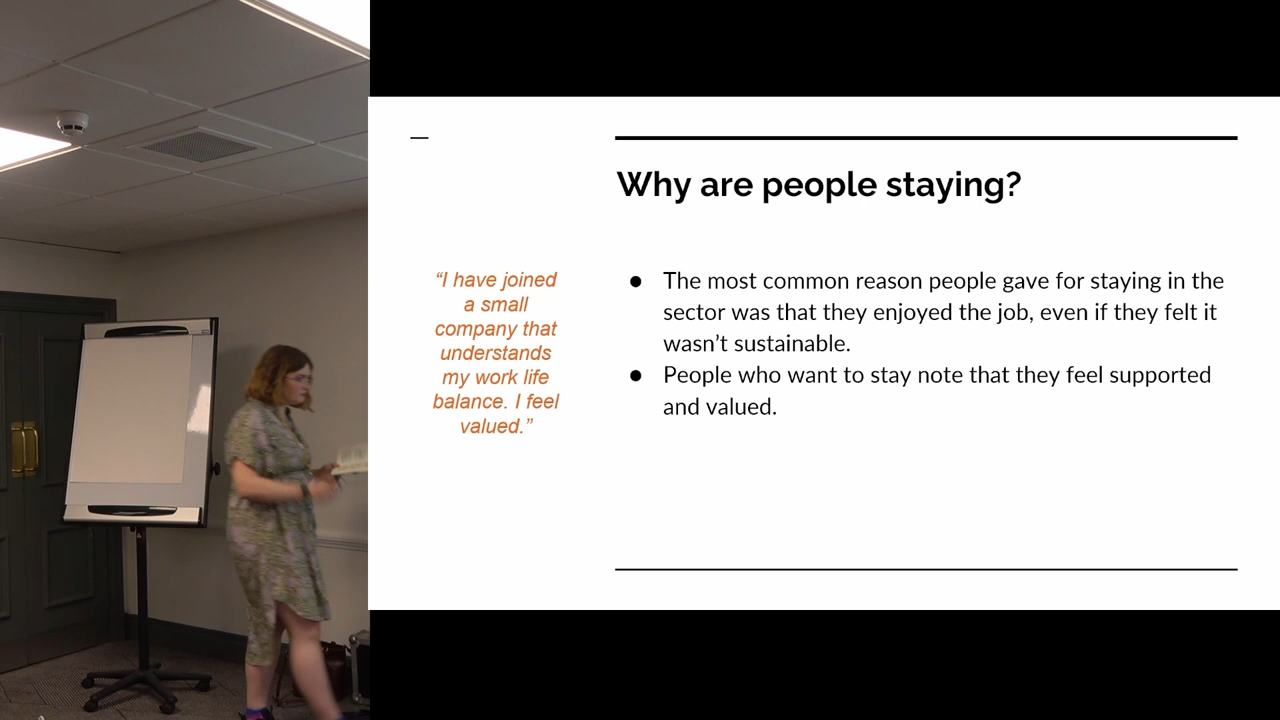 Why are people staying?
“I have joined
a small
company that
understands
my work life
balance. I feel
valued.”
● The most common reason people gave for staying in the
sector was that they enjoyed the job, even if they felt it
wasn’t sustainable.
● People who want to stay note that they feel supported
and valued.